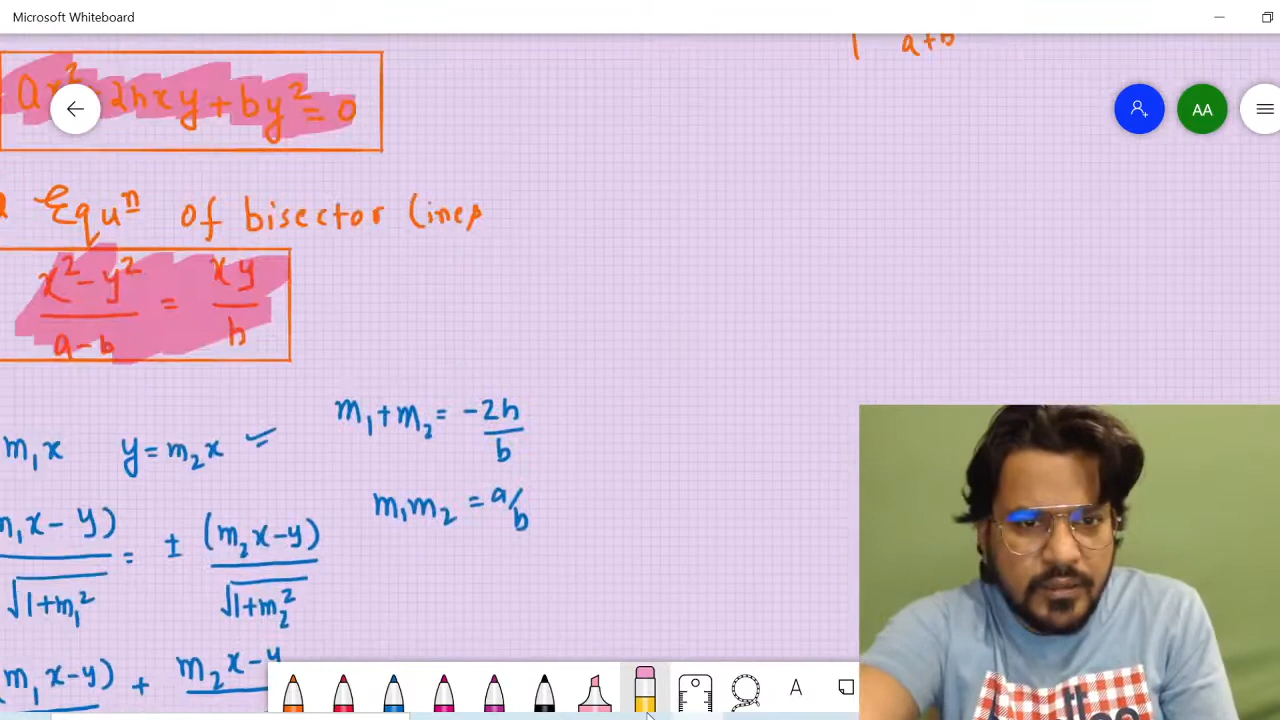 Microsoft Whiteboard
a+b
ax² 2hxy+by²=0
AA
Equⁿ of bisector lines
x²-y²/a-b = xy/h
m₁+m₂ = -2h/b
m₁x y=m₂x
m₁m₂ = a/b
m₁x-y)/√1+m₁² = ± (m₂x-y)/√1+m₂²
m₁x-y) + m₂x-y
A